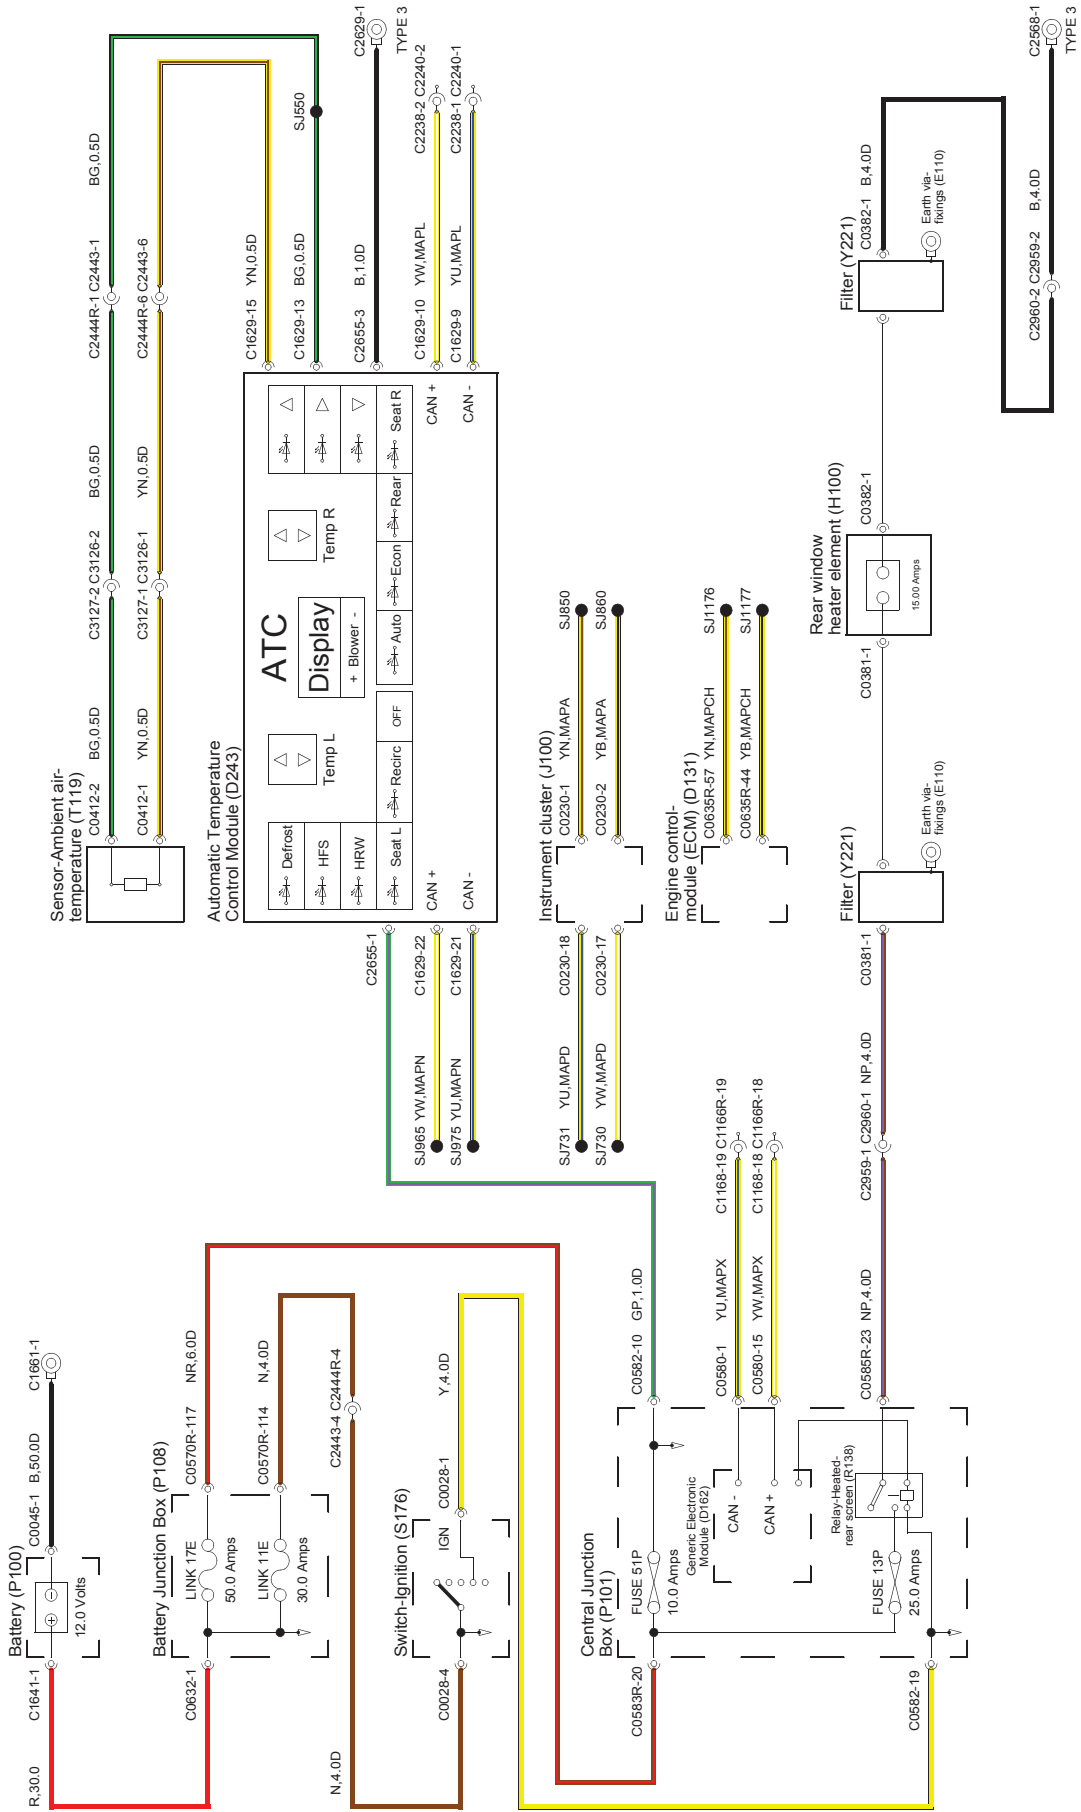 Battery (P100)
C1641-1
R,30.0
12.0 Volts
C0045-1
B,50.0D
C1661-1
Battery Junction Box (P108)
C0632-1
LINK 17E
50.0 Amps
LINK 11E
30.0 Amps
C0570R-117
NR,6.0D
C0570R-114
N,4.0D
C2443-4
C2444R-4
N,4.0D
Switch-Ignition (S176)
C0028-4
IGN
C0028-1
Y,4.0D
Central Junction
Box (P101)
C0583R-20
FUSE 51P
10.0 Amps
C0582-10
GP,1.0D
Generic Electronic
Module (D162)
CAN -
CAN +
C0580-1
YU,MAPX
C1168-19
C1166R-19
C0580-15
YW,MAPX
C1168-18
C1166R-18
Relay-Heated-
rear screen (R138)
FUSE 13P
25.0 Amps
C0582-19
C0585R-23
NP,4.0D
C2959-1
C2960-1
NP,4.0D
C0381-1
Sensor-Ambient air-
temperature (T119)
C0412-2
BG,0.5D
C3127-2
C3126-2
BG,0.5D
C2444R-1
C2443-1
BG,0.5D
C0412-1
YN,0.5D
C3127-1
C3126-1
YN,0.5D
C2444R-6
C2443-6
Automatic Temperature
Control Module (D243)
ATC
Display
+ Blower -
Temp L
Temp R
Defrost
HFS
HRW
Seat L
Recirc
OFF
Auto
Econ
Rear
Seat R
CAN +
CAN -
CAN +
CAN -
C2655-1
SJ965
YW,MAPN
C1629-22
SJ975
YU,MAPN
C1629-21
C1629-15
YN,0.5D
C1629-13
BG,0.5D
SJ550
C2655-3
B,1.0D
C2629-1
TYPE 3
C1629-10
YW,MAPL
C2238-2
C2240-2
C1629-9
YU,MAPL
C2238-1
C2240-1
Instrument cluster (J100)
SJ731
YU,MAPD
C0230-18
SJ730
YW,MAPD
C0230-17
C0230-1
YN,MAPA
SJ850
C0230-2
YB,MAPA
SJ860
Engine control-
module (ECM) (D131)
C0635R-57
YN,MAPCH
SJ1176
C0635R-44
YB,MAPCH
SJ1177
Filter (Y221)
Earth via-
fixings (E110)
C0381-1
Rear window
heater element (H100)
15.00 Amps
C0382-1
Filter (Y221)
Earth via-
fixings (E110)
C0382-1
B,4.0D
C2960-2
C2959-2
B,4.0D
C2568-1
TYPE 3